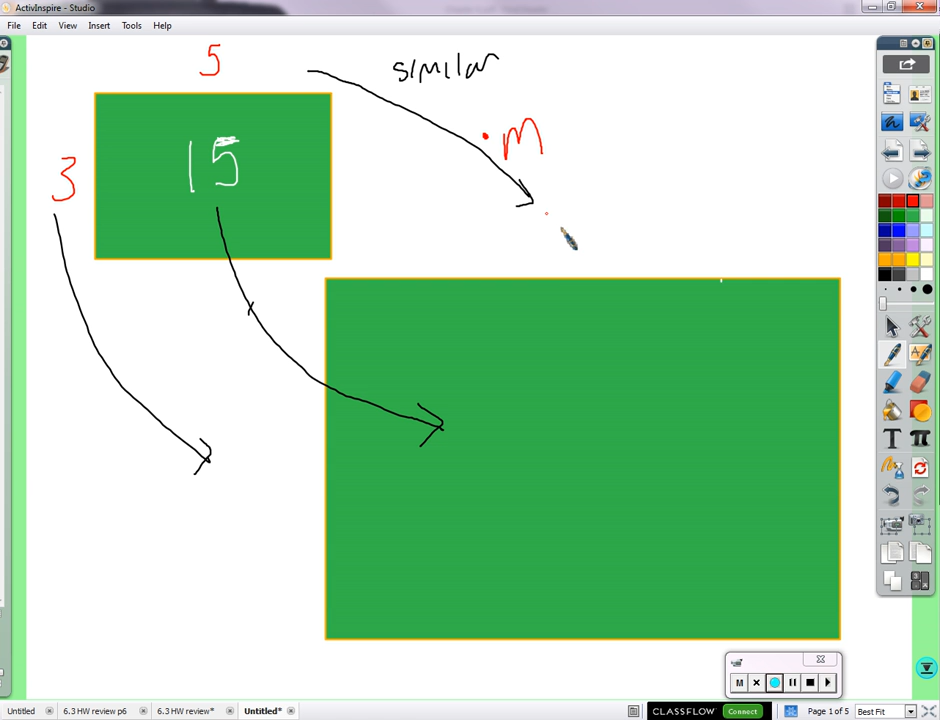 ActivInspire - Studio
File Edit View Insert Tools Help
5
similar
·m
15
3
M
CLASSFLOW Connect
Page 1 of 5 Best Fit
Untitled 6.3 HW review p6 6.3 HW review* Untitled*